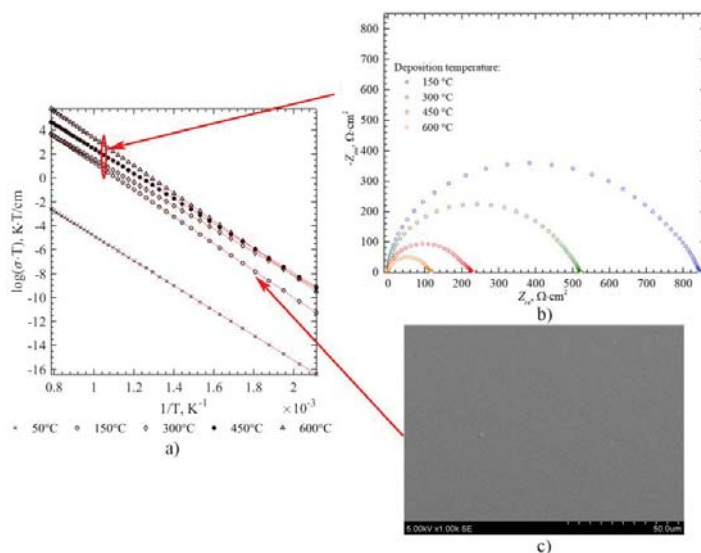 4
2
0
-2
-4
-6
-8
-10
-12
-14
-16
log(σ·T), K·T/cm
0.8 1 1.2 1.4 1.6 1.8 2
1/T, K⁻¹
×10⁻³
× 50°C ○ 150°C ◇ 300°C ● 450°C △ 600°C
a)
800
700
600
500
400
300
200
100
0
Ω·cm²
Deposition temperature:
150 °C
300 °C
450 °C
600 °C
0 100 200 300 400 500 600 700 800
Ω·cm²
b)
5.00kV x1.00k SE
50.0um
c)